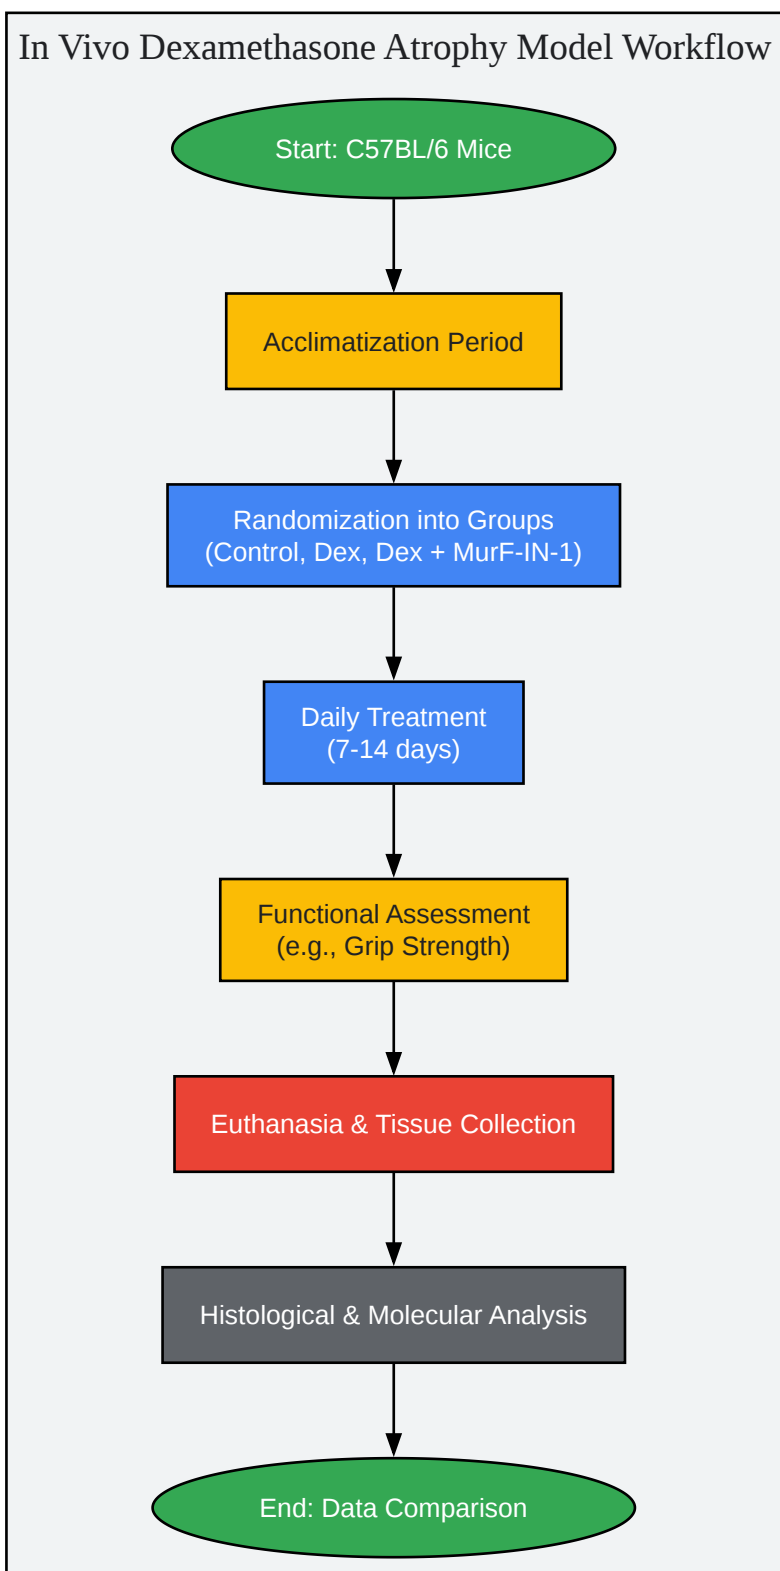 In Vivo Dexamethasone Atrophy Model Workflow
Start: C57BL/6 Mice
Acclimatization Period
Randomization into Groups
(Control, Dex, Dex + MurF-IN-1)
Daily Treatment
(7-14 days)
Functional Assessment
(e.g., Grip Strength)
Euthanasia & Tissue Collection
Histological & Molecular Analysis
End: Data Comparison